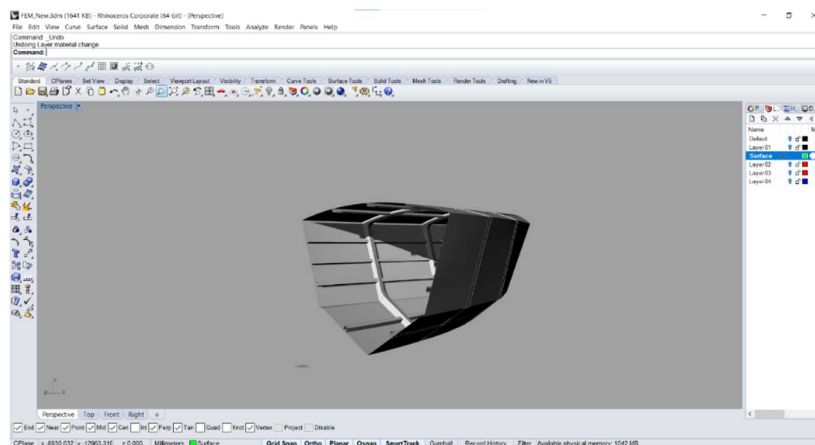 FEM_New.3dm (1641 KB) - Rhinoceros Corporate (64-bit) - [Perspective]
File Edit View Curve Surface Solid Mesh Dimension Transform Tools Analyze Render Panels Help
Command: _Undo
Undoing Layer material change
Command:
Standard CPlanes Set View Display Select Viewport Layout Visibility Transform Curve Tools Surface Tools Solid Tools Mesh Tools Render Tools Drafting New in V5
Perspective
Name
Default
Layer 01
Surface
Layer 02
Layer 03
Layer 04
Perspective Top Front Right
End Near Point Mid Cen Int Perp Tan Quad Knot Vertex Project Disable
CPlane Millimeters Surface Grid Snap Ortho Planar Osnap SmartTrack Gumball Record History Filter Available physical memory: 1042 MB